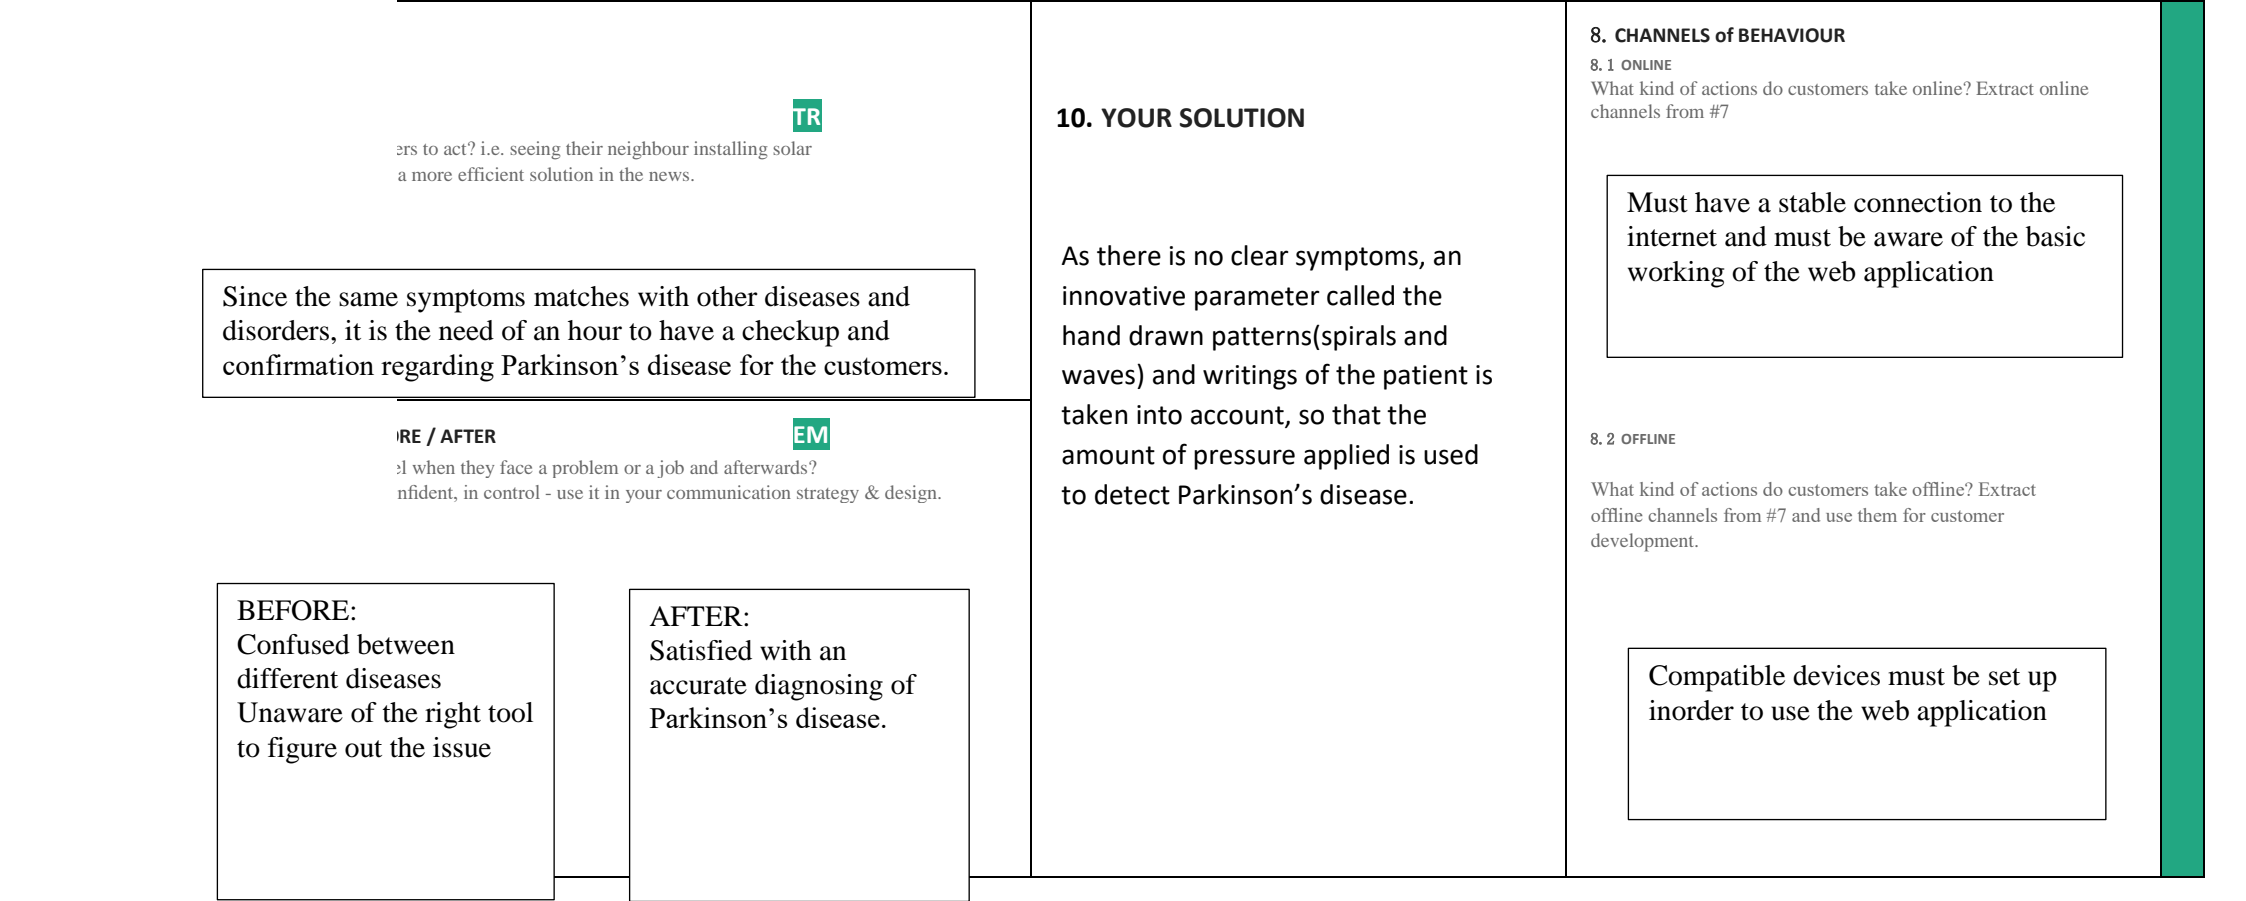 TR
to act? i.e. seeing their neighbour installing solar
a more efficient solution in the news.
Since the same symptoms matches with other diseases and
disorders, it is the need of an hour to have a checkup and
confirmation regarding Parkinson’s disease for the customers.
/ AFTER
EM
when they face a problem or a job and afterwards?
in control - use it in your communication strategy & design.
BEFORE:
Confused between
different diseases
Unaware of the right tool
to figure out the issue
AFTER:
Satisfied with an
accurate diagnosing of
Parkinson’s disease.
10. YOUR SOLUTION
As there is no clear symptoms, an
innovative parameter called the
hand drawn patterns(spirals and
waves) and writings of the patient is
taken into account, so that the
amount of pressure applied is used
to detect Parkinson’s disease.
8. CHANNELS of BEHAVIOUR
8. 1 ONLINE
What kind of actions do customers take online? Extract online
channels from #7
Must have a stable connection to the
internet and must be aware of the basic
working of the web application
8. 2 OFFLINE
What kind of actions do customers take offline? Extract
offline channels from #7 and use them for customer
development.
Compatible devices must be set up
inorder to use the web application